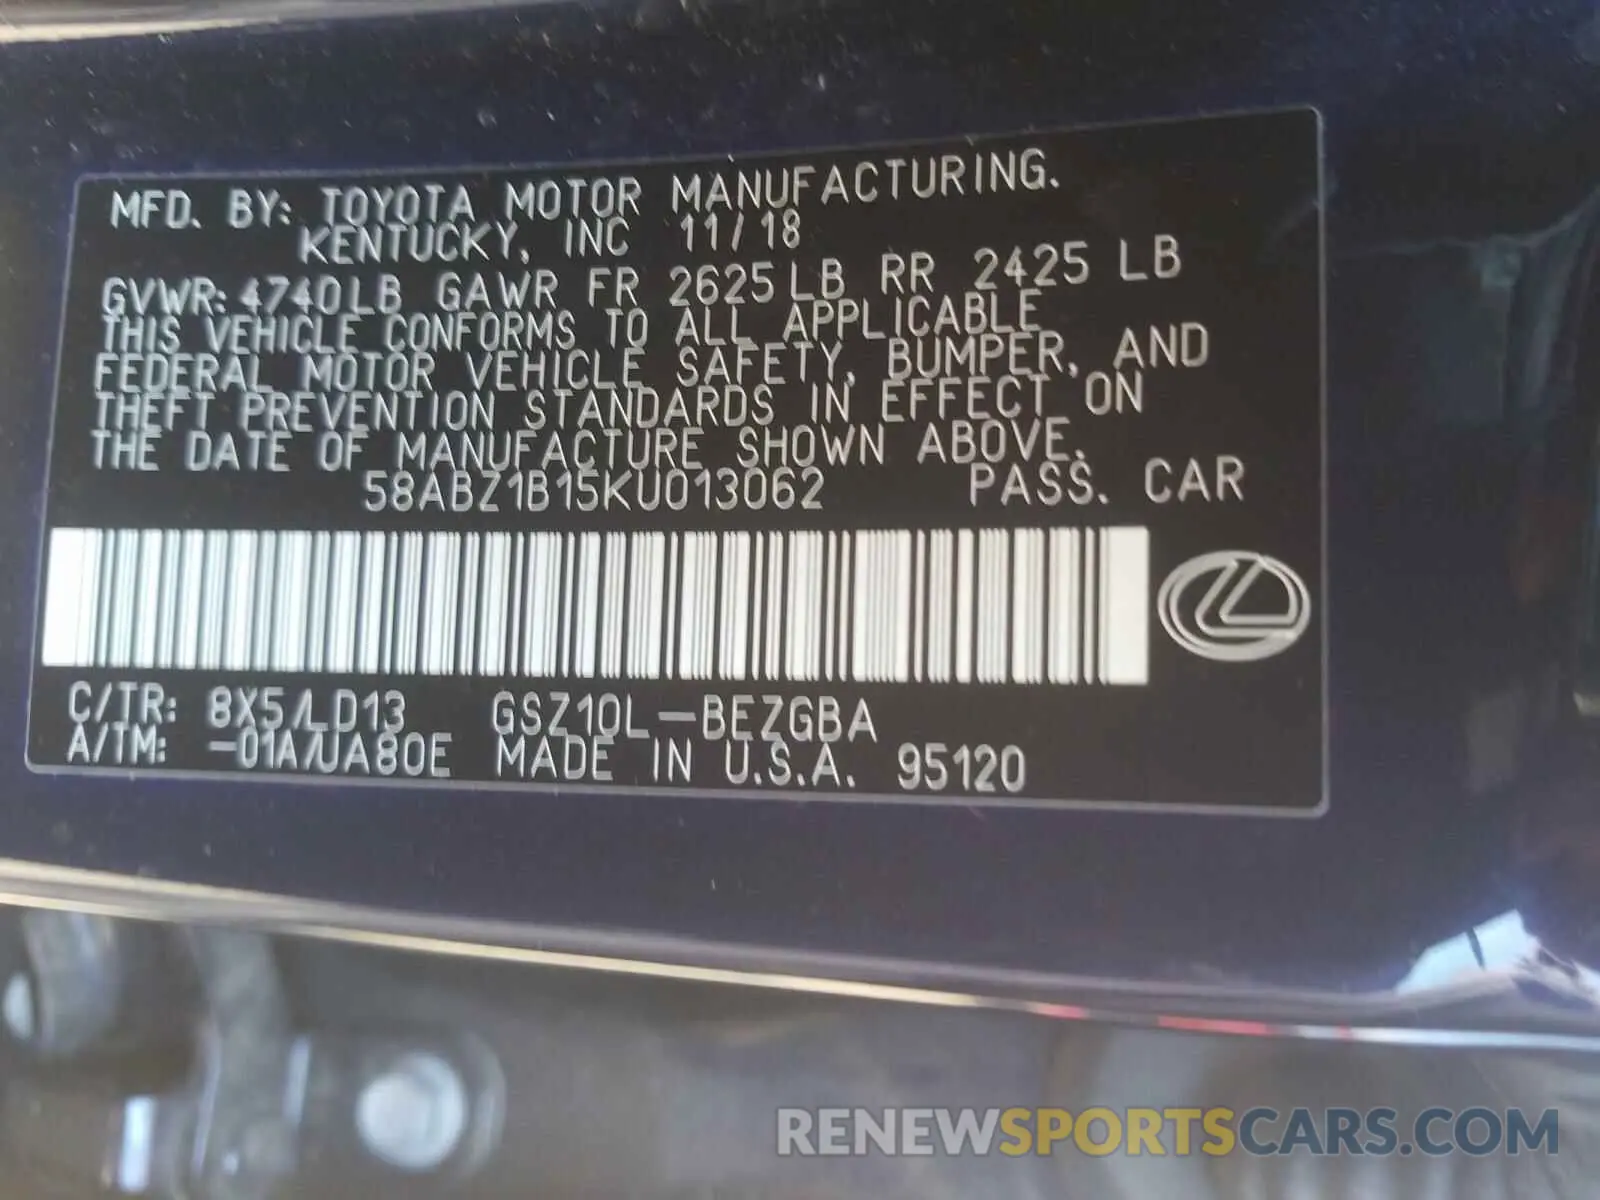 MFD. BY: TOYOTA MOTOR MANUFACTURING.
KENTUCKY, INC 11/18
GVWR: 4740LB GAWR FR 2625LB RR 2425 LB
THIS VEHICLE CONFORMS TO ALL APPLICABLE
FEDERAL MOTOR VEHICLE SAFETY, BUMPER, AND
THEFT PREVENTION STANDARDS IN EFFECT ON
THE DATE OF MANUFACTURE SHOWN ABOVE.
58ABZ1B15KU013062 PASS. CAR
C/TR: 8X5/LD13 GSZ10L-BEZGBA
A/TM: -01A/UA80E MADE IN U.S.A. 95120
RENEWSPORTSCARS.COM